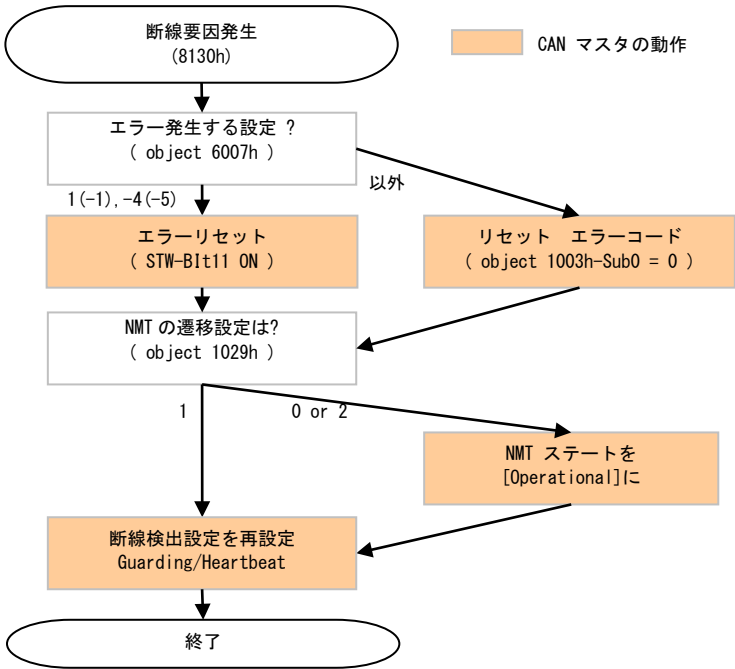 断線要因発生
(8130h)
CAN マスタの動作
エラー発生する設定 ?
( object 6007h )
1(-1),-4(-5)
以外
エラーリセット
( STW-BIt11 ON )
リセット エラーコード
( object 1003h-Sub0 = 0 )
NMT の遷移設定は?
( object 1029h )
1
0 or 2
NMT ステートを
[Operational]に
断線検出設定を再設定
Guarding/Heartbeat
終了